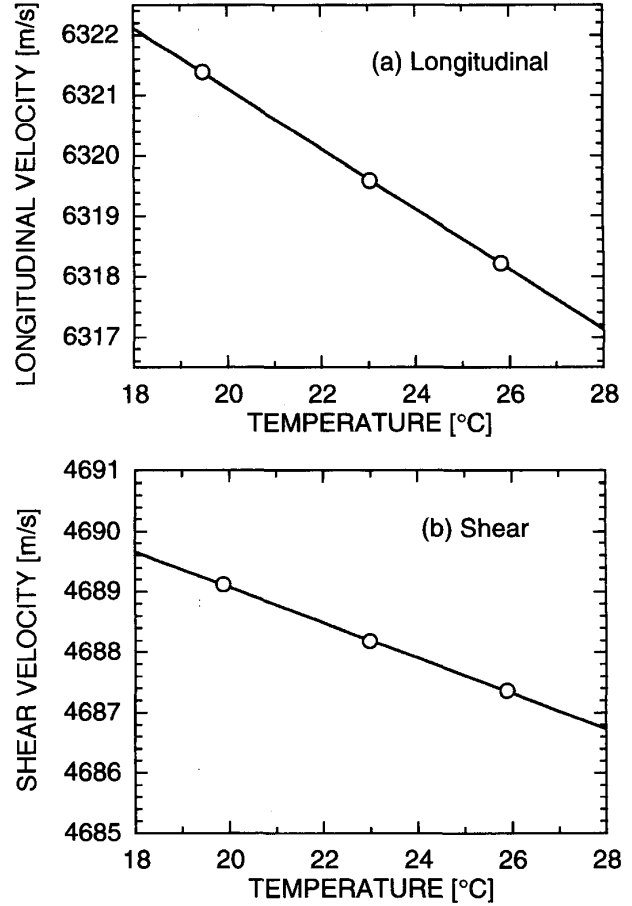 LONGITUDINAL VELOCITY [m/s]
6322
6321
6320
6319
6318
6317
(a) Longitudinal
18 20 22 24 26 28
TEMPERATURE [°C]
SHEAR VELOCITY [m/s]
4691
4690
4689
4688
4687
4686
4685
(b) Shear
18 20 22 24 26 28
TEMPERATURE [°C]